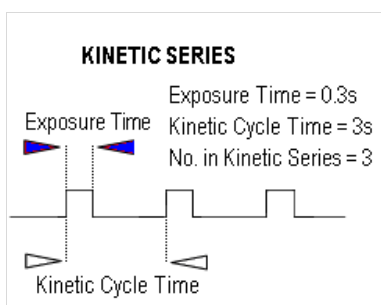 KINETIC SERIES
Exposure Time = 0.3s
Exposure Time
Kinetic Cycle Time = 3s
No. in Kinetic Series = 3
Kinetic Cycle Time